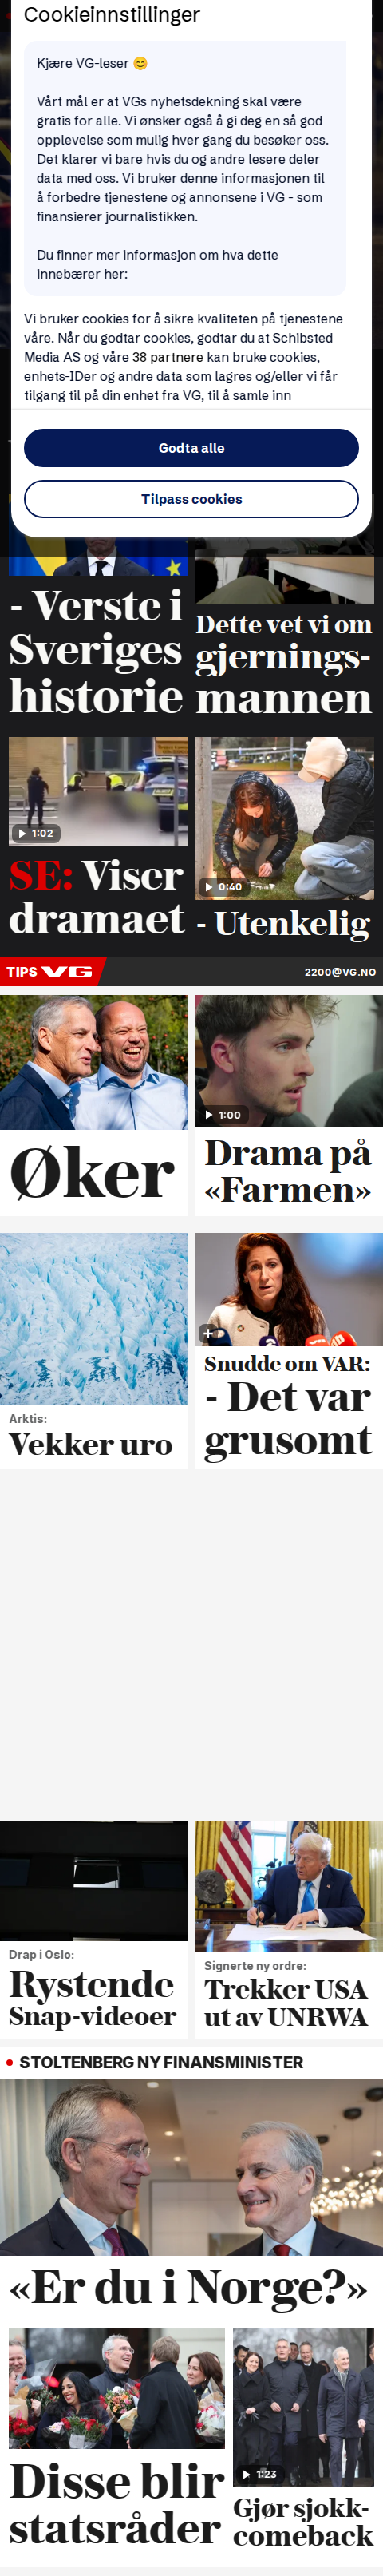 Cookieinnstillinger
Kjære VG-leser 😊
Vårt mål er at VGs nyhetsdekning skal være
gratis for alle. Vi ønsker også å gi deg en så god
opplevelse som mulig hver gang du besøker oss.
Det klarer vi bare hvis du og andre lesere deler
data med oss. Vi bruker denne informasjonen til
å forbedre tjenestene og annonsene i VG - som
finansierer journalistikken.
Du finner mer informasjon om hva dette
innebærer her:
Vi bruker cookies for å sikre kvaliteten på tjenestene
våre. Når du godtar cookies, godtar du at Schibsted
Media AS og våre 38 partnere kan bruke cookies,
enhets-IDer og andre data som lagres og/eller vi får
tilgang til på din enhet fra VG, til å samle inn
Godta alle
Tilpass cookies
- Verste i
Sveriges
historie
Dette vet vi om
gjernings-
mannen
1:02
SE: Viser
dramaet
0:40
- Utenkelig
TIPS VG
2200@VG.NO
Øker
1:00
Drama på
«Farmen»
Arktis:
Vekker uro
Snudde om VAR:
- Det var
grusomt
Drap i Oslo:
Rystende
Snap-videoer
Signerte ny ordre:
Trekker USA
ut av UNRWA
STOLTENBERG NY FINANSMINISTER
«Er du i Norge?»
Disse blir
statsråder
1:23
Gjør sjokk-
comeback